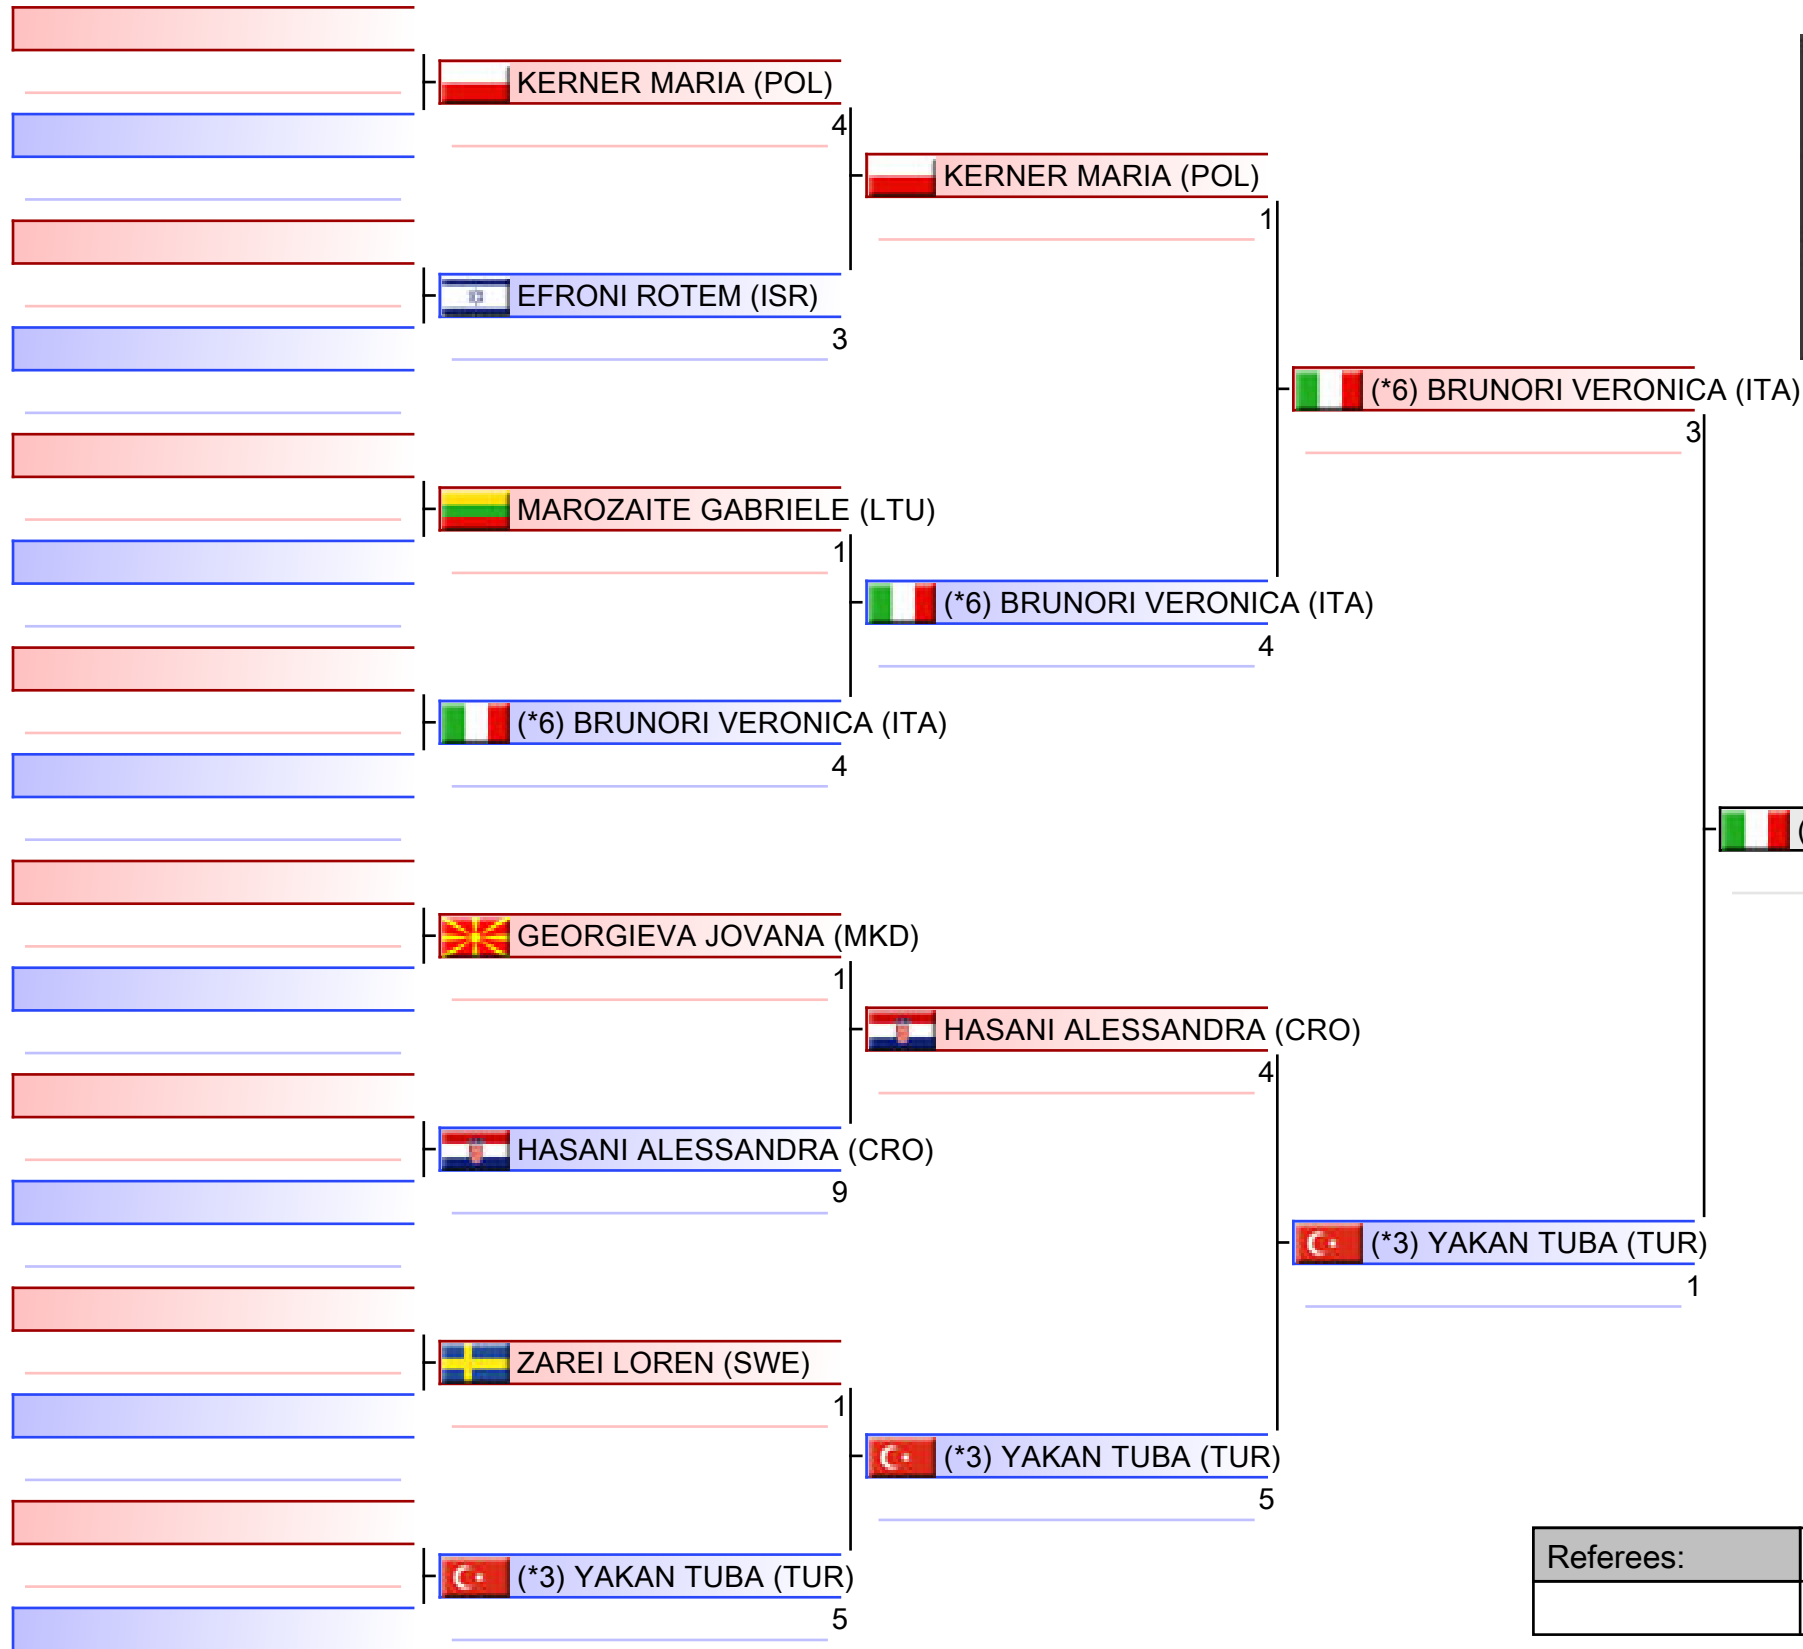 KERNER MARIA (POL)
4
KERNER MARIA (POL)
1
EFRONI ROTEM (ISR)
3
(*6) BRUNORI VERONICA (ITA)
3
MAROZAITE GABRIELE (LTU)
1
(*6) BRUNORI VERONICA (ITA)
4
(*6) BRUNORI VERONICA (ITA)
4
(
GEORGIEVA JOVANA (MKD)
1
HASANI ALESSANDRA (CRO)
4
HASANI ALESSANDRA (CRO)
9
(*3) YAKAN TUBA (TUR)
1
ZAREI LOREN (SWE)
1
(*3) YAKAN TUBA (TUR)
5
(*3) YAKAN TUBA (TUR)
5
Referees: